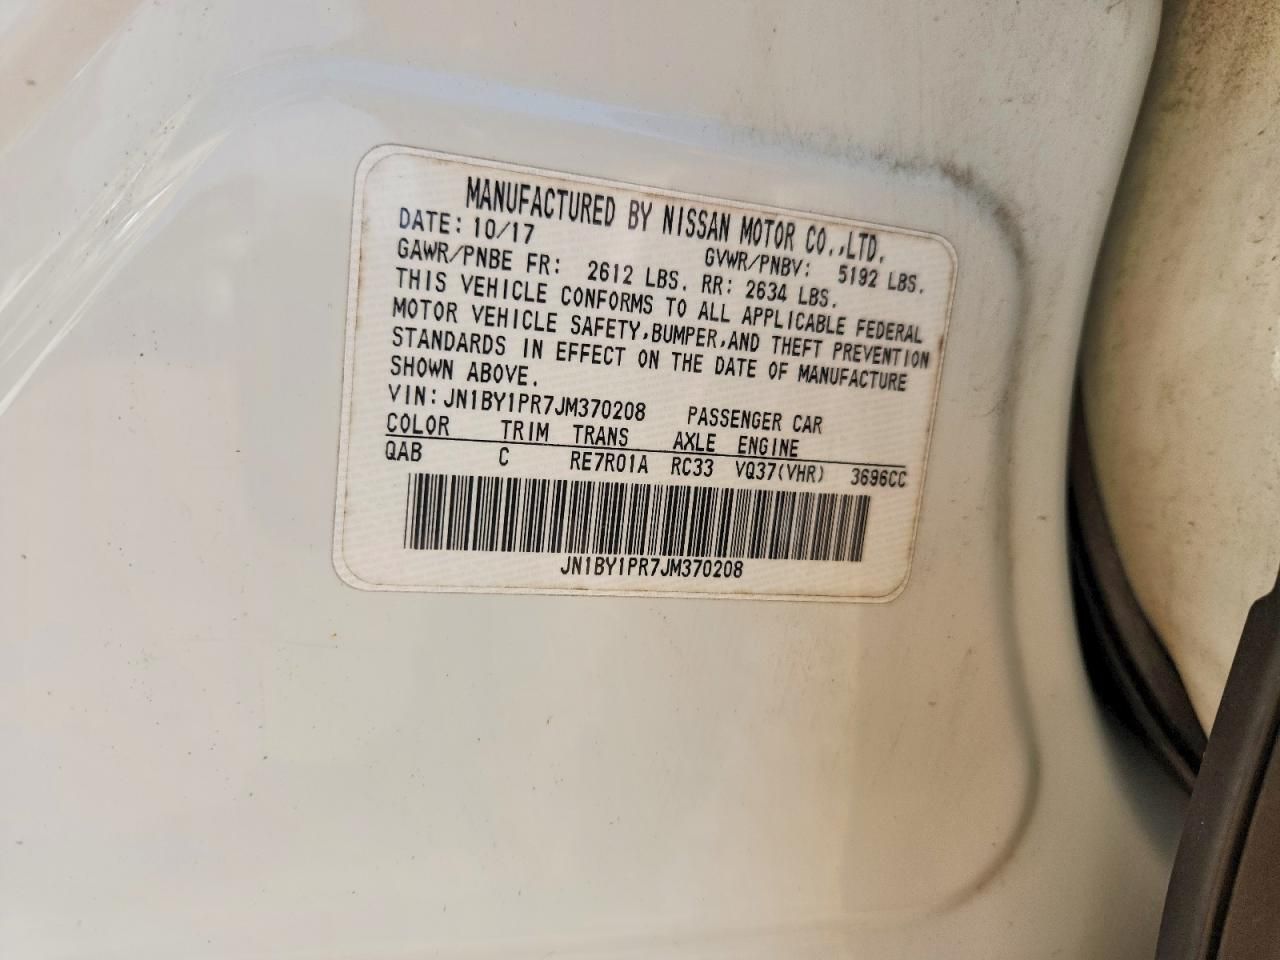 MANUFACTURED BY NISSAN MOTOR CO.,LTD.
DATE: 10/17 GVWR/PNBV: 5192 LBS.
GAWR/PNBE FR: 2612 LBS. RR: 2634 LBS.
THIS VEHICLE CONFORMS TO ALL APPLICABLE FEDERAL
MOTOR VEHICLE SAFETY,BUMPER,AND THEFT PREVENTION
STANDARDS IN EFFECT ON THE DATE OF MANUFACTURE
SHOWN ABOVE.
VIN: JN1BY1PR7JM370208 PASSENGER CAR
COLOR TRIM TRANS AXLE ENGINE
QAB C RE7R01A RC33 VQ37(VHR) 3696CC
JN1BY1PR7JM370208